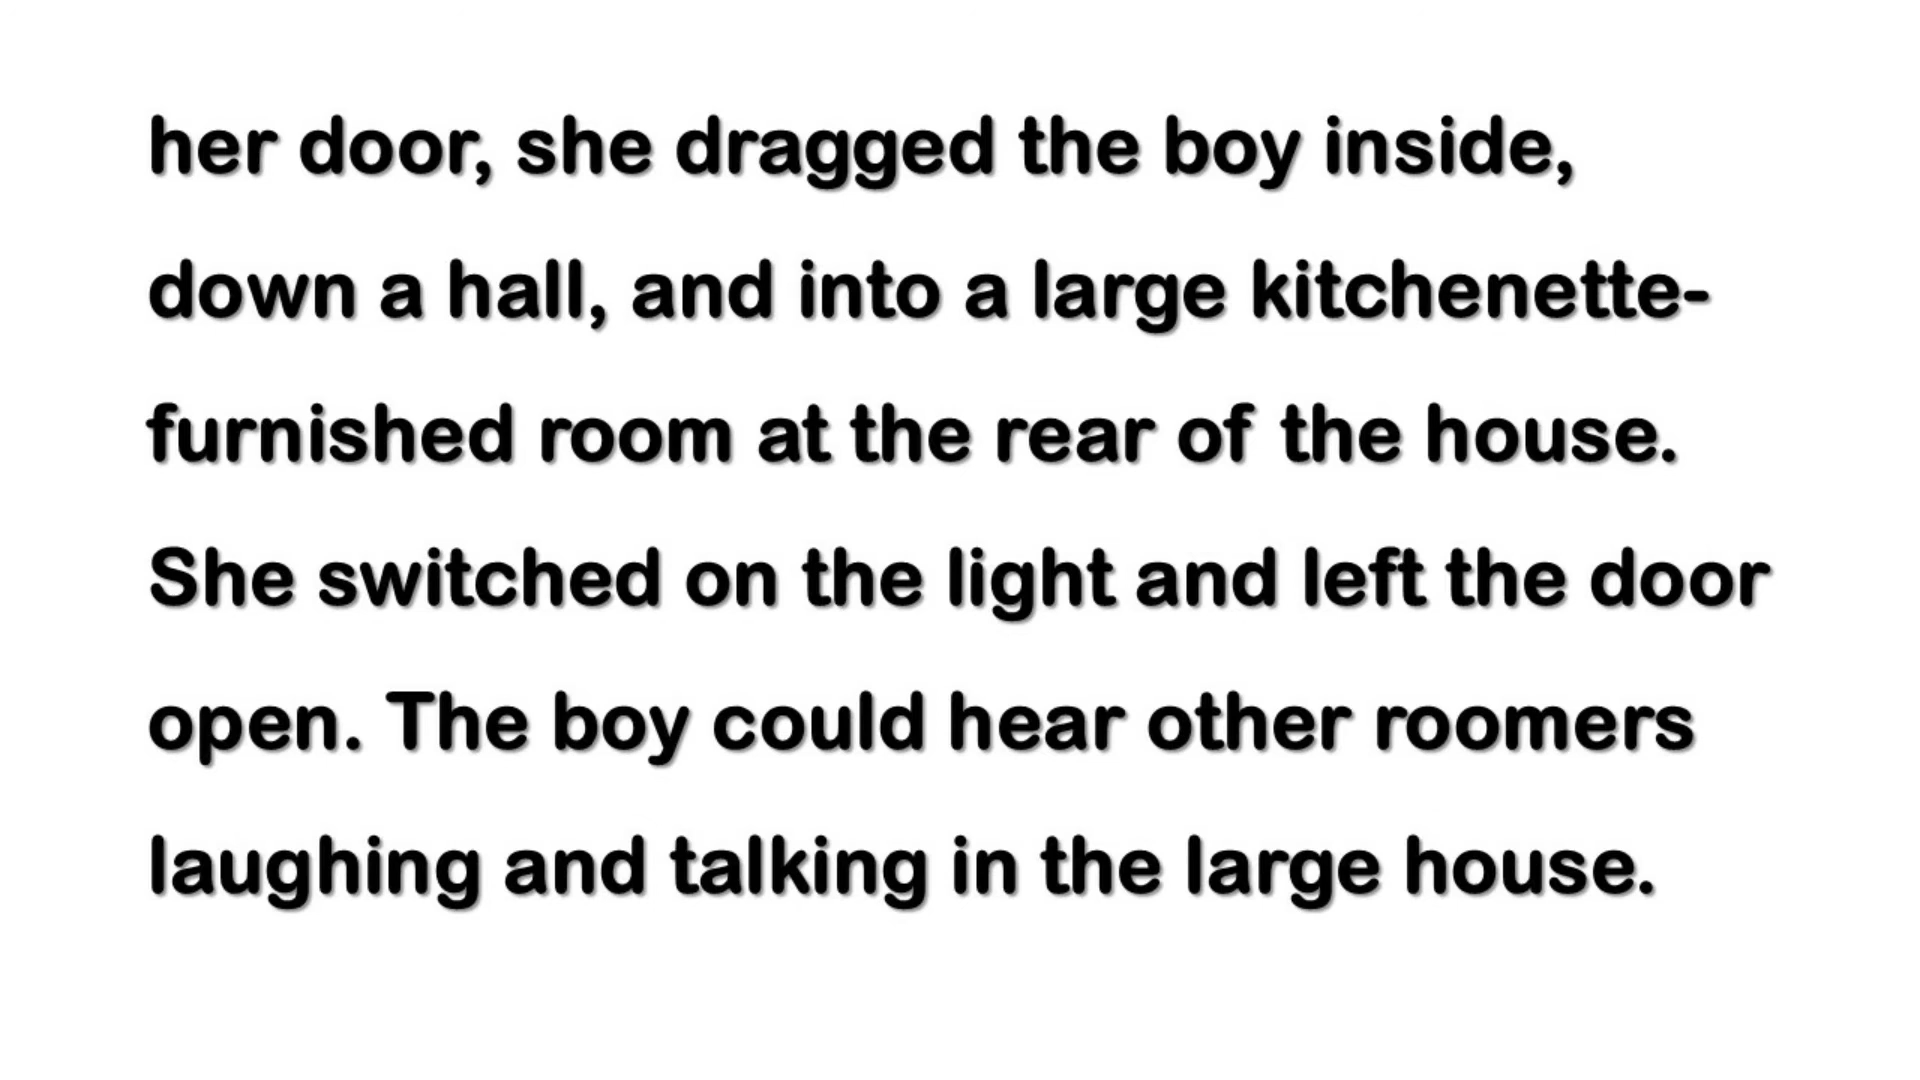 her door, she dragged the boy inside,
down a hall, and into a large kitchenette-
furnished room at the rear of the house.
She switched on the light and left the door
open. The boy could hear other roomers
laughing and talking in the large house.